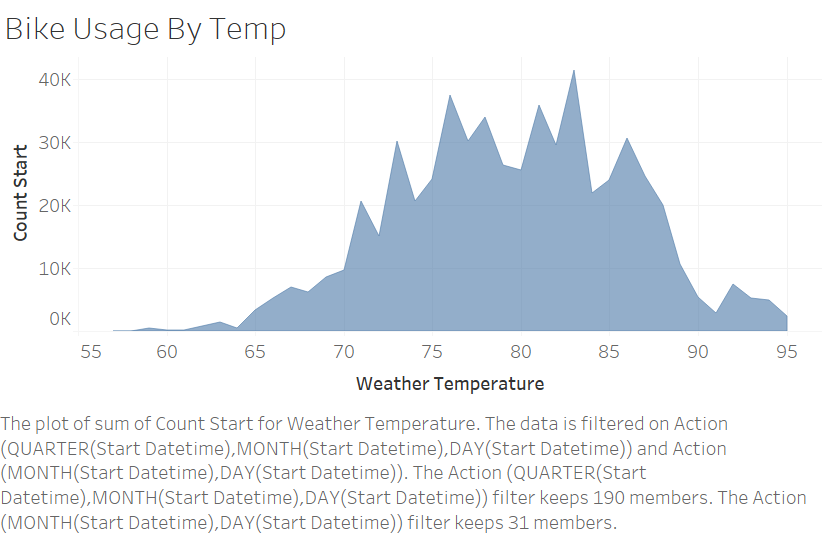 Bike Usage By Temp
40K
30K
20K
10K
0K
Count Start
55 60 65 70 75 80 85 90 95
Weather Temperature
The plot of sum of Count Start for Weather Temperature. The data is filtered on Action
(QUARTER(Start Datetime),MONTH(Start Datetime),DAY(Start Datetime)) and Action
(MONTH(Start Datetime),DAY(Start Datetime)). The Action (QUARTER(Start
Datetime),MONTH(Start Datetime),DAY(Start Datetime)) filter keeps 190 members. The Action
(MONTH(Start Datetime),DAY(Start Datetime)) filter keeps 31 members.